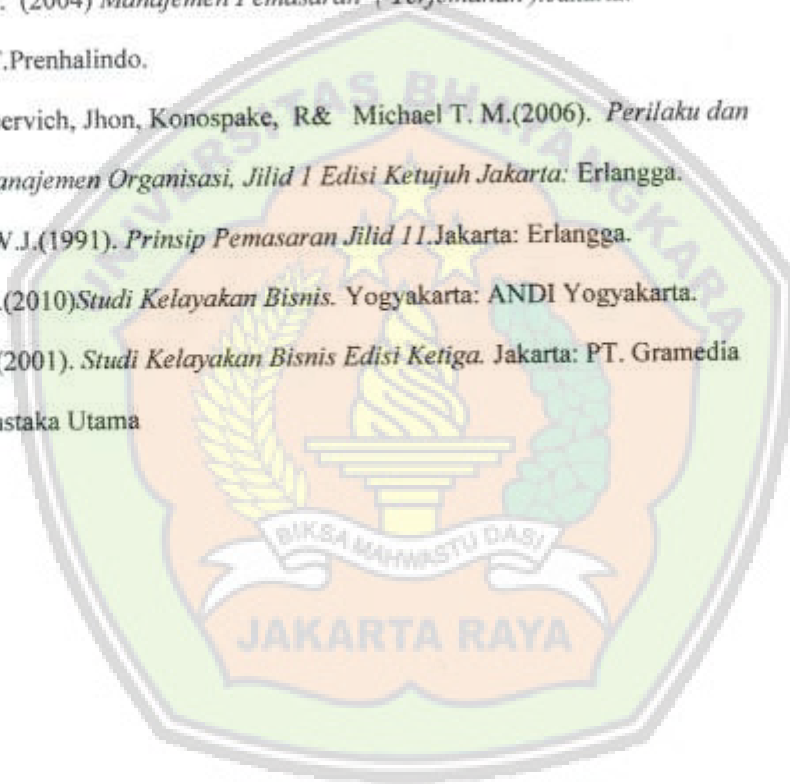 . (2004) Manajemen Pemasaran ( Terjemahan ).Jakarta:
.Prenhalindo.
ervich, Jhon, Konospake, R& Michael T. M.(2006). Perilaku dan
anajemen Organisasi, Jilid 1 Edisi Ketujuh Jakarta: Erlangga.
W.J.(1991). Prinsip Pemasaran Jilid 11.Jakarta: Erlangga.
.(2010)Studi Kelayakan Bisnis. Yogyakarta: ANDI Yogyakarta.
(2001). Studi Kelayakan Bisnis Edisi Ketiga. Jakarta: PT. Gramedia
astaka Utama
UNIVERSITAS BHAYANGKARA
BIKSA MAHWASTU DASI
JAKARTA RAYA